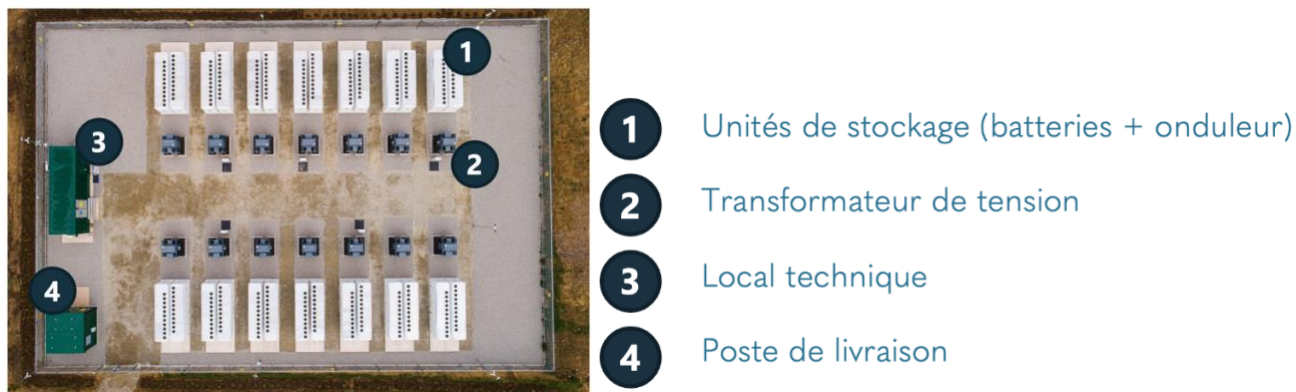 1
2
3
4
1 Unités de stockage (batteries + onduleur)
2 Transformateur de tension
3 Local technique
4 Poste de livraison